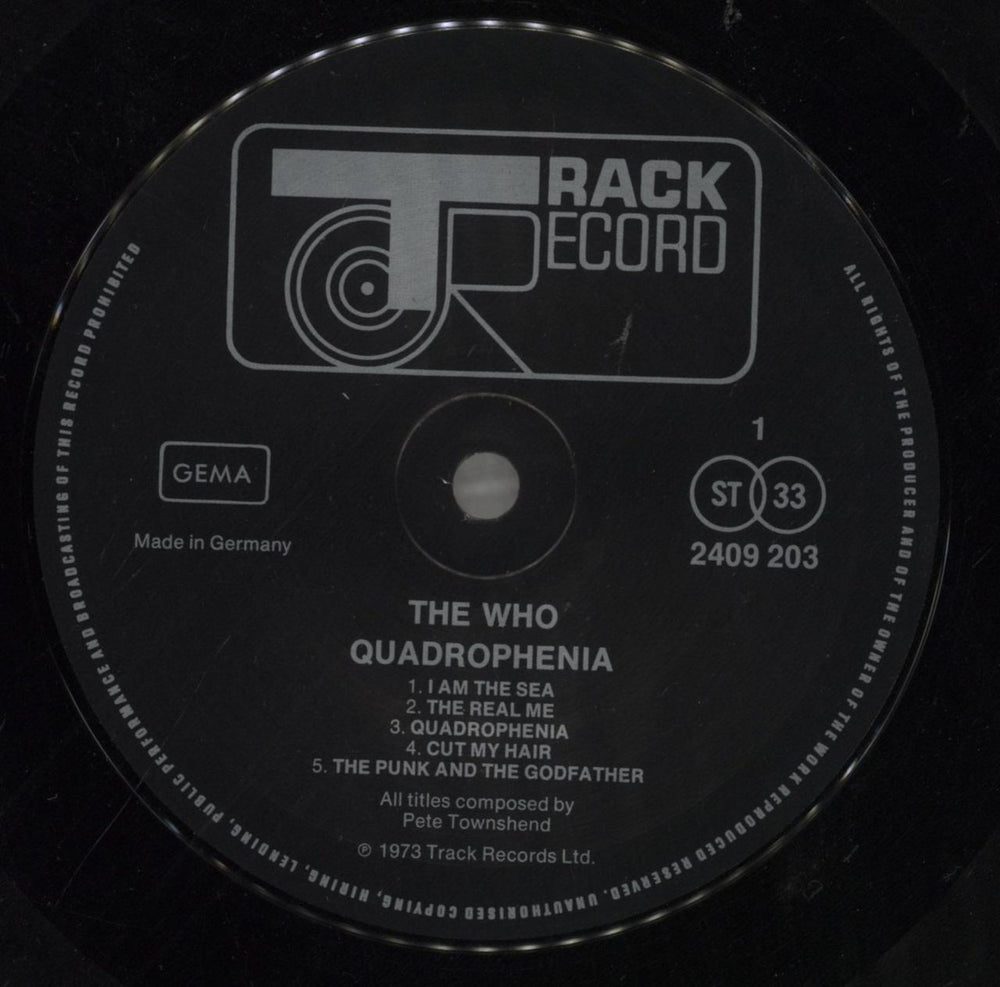 TRACK
RECORD
ALL RIGHTS OF THE PRODUCER AND OF THE OWNER OF THE WORK REPRODUCED RESERVED. UNAUTHORISED COPYING, HIRING, LENDING, PUBLIC PERFORMANCE AND BROADCASTING OF THIS RECORD PROHIBITED
GEMA
Made in Germany
1
ST 33
2409 203
THE WHO
QUADROPHENIA
1. I AM THE SEA
2. THE REAL ME
3. QUADROPHENIA
4. CUT MY HAIR
5. THE PUNK AND THE GODFATHER
All titles composed by
Pete Townshend
℗ 1973 Track Records Ltd.